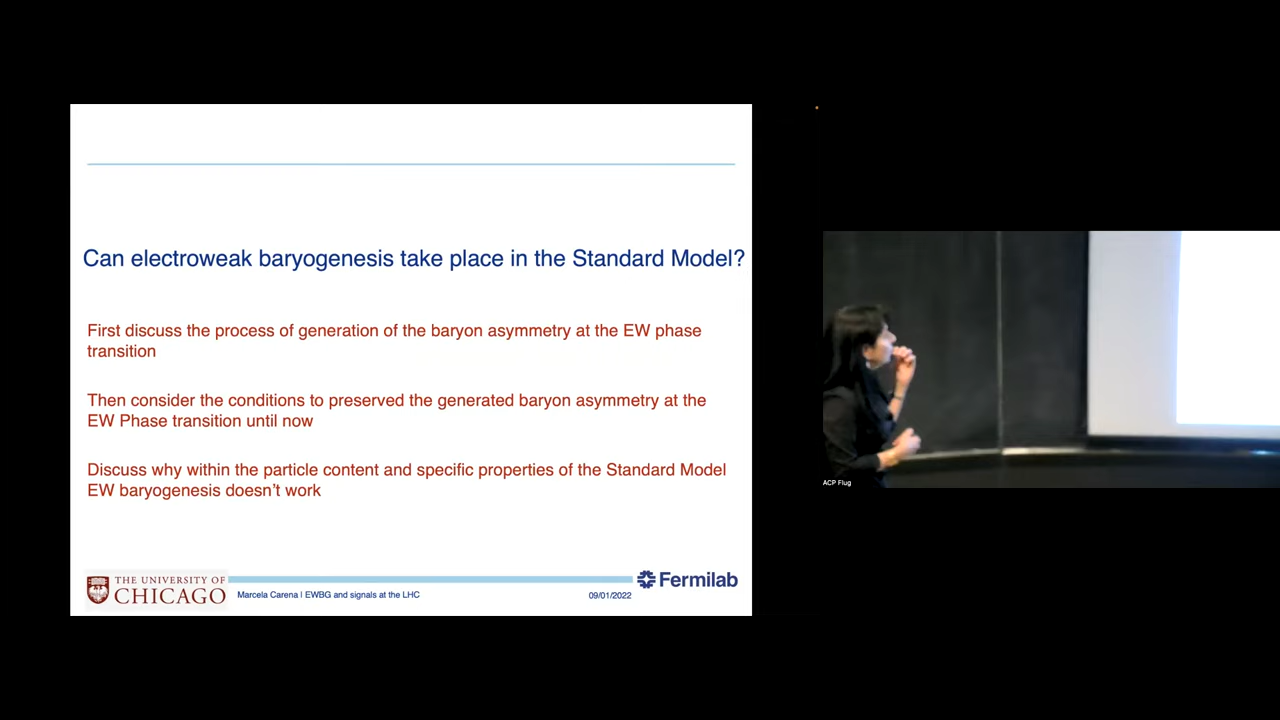 Can electroweak baryogenesis take place in the Standard Model?
First discuss the process of generation of the baryon asymmetry at the EW phase
transition
Then consider the conditions to preserved the generated baryon asymmetry at the
EW Phase transition until now
Discuss why within the particle content and specific properties of the Standard Model
EW baryogenesis doesn't work
THE UNIVERSITY OF
CHICAGO
Marcela Carena | EWBG and signals at the LHC
09/01/2022
Fermilab
ACP Flug